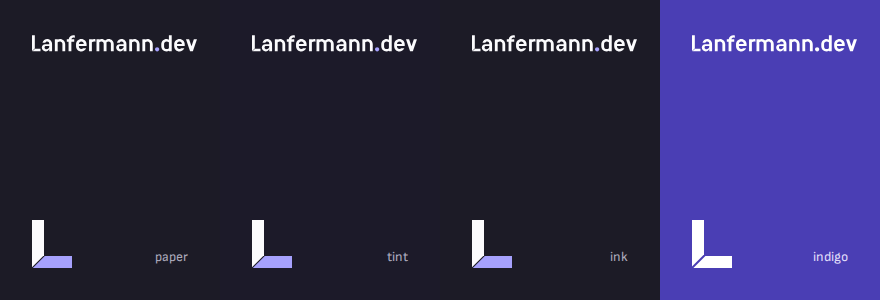 Lanfermann.dev
Lanfermann.dev
Lanfermann.dev
Lanfermann.dev
paper
tint
ink
indigo